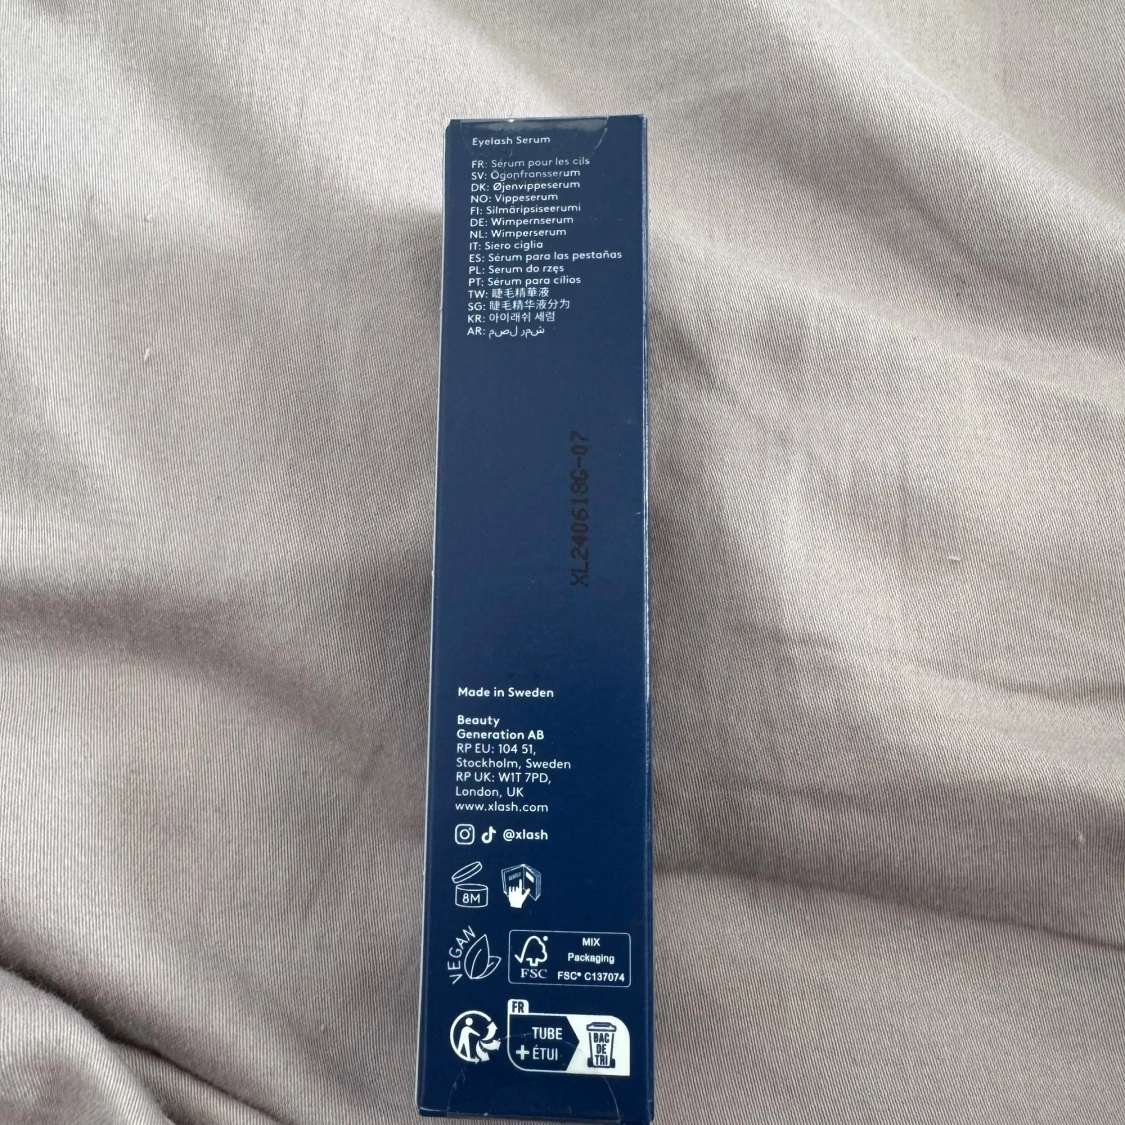 Eyelash Serum
FR: Sérum pour les cils
SV: Ögonfransserum
DK: Øjenvippeserum
NO: Vippeserum
FI: Silmäripsiseerumi
DE: Wimpernserum
NL: Wimperserum
IT: Siero ciglia
ES: Sérum para las pestañas
PL: Serum do rzęs
PT: Sérum para cílios
TW: 睫毛精華液
SG: 睫毛精华液分为
KR: 아이래쉬 세럼
AR: شمر لصم
XL240618G-07
Made in Sweden
Beauty
Generation AB
RP EU: 104 51,
Stockholm, Sweden
RP UK: W1T 7PD,
London, UK
www.xlash.com
@xlash
8M
VEGAN
MIX
Packaging
FSC FSC® C137074
FR
TUBE
+ ÉTUI
BAC
DE
TRI